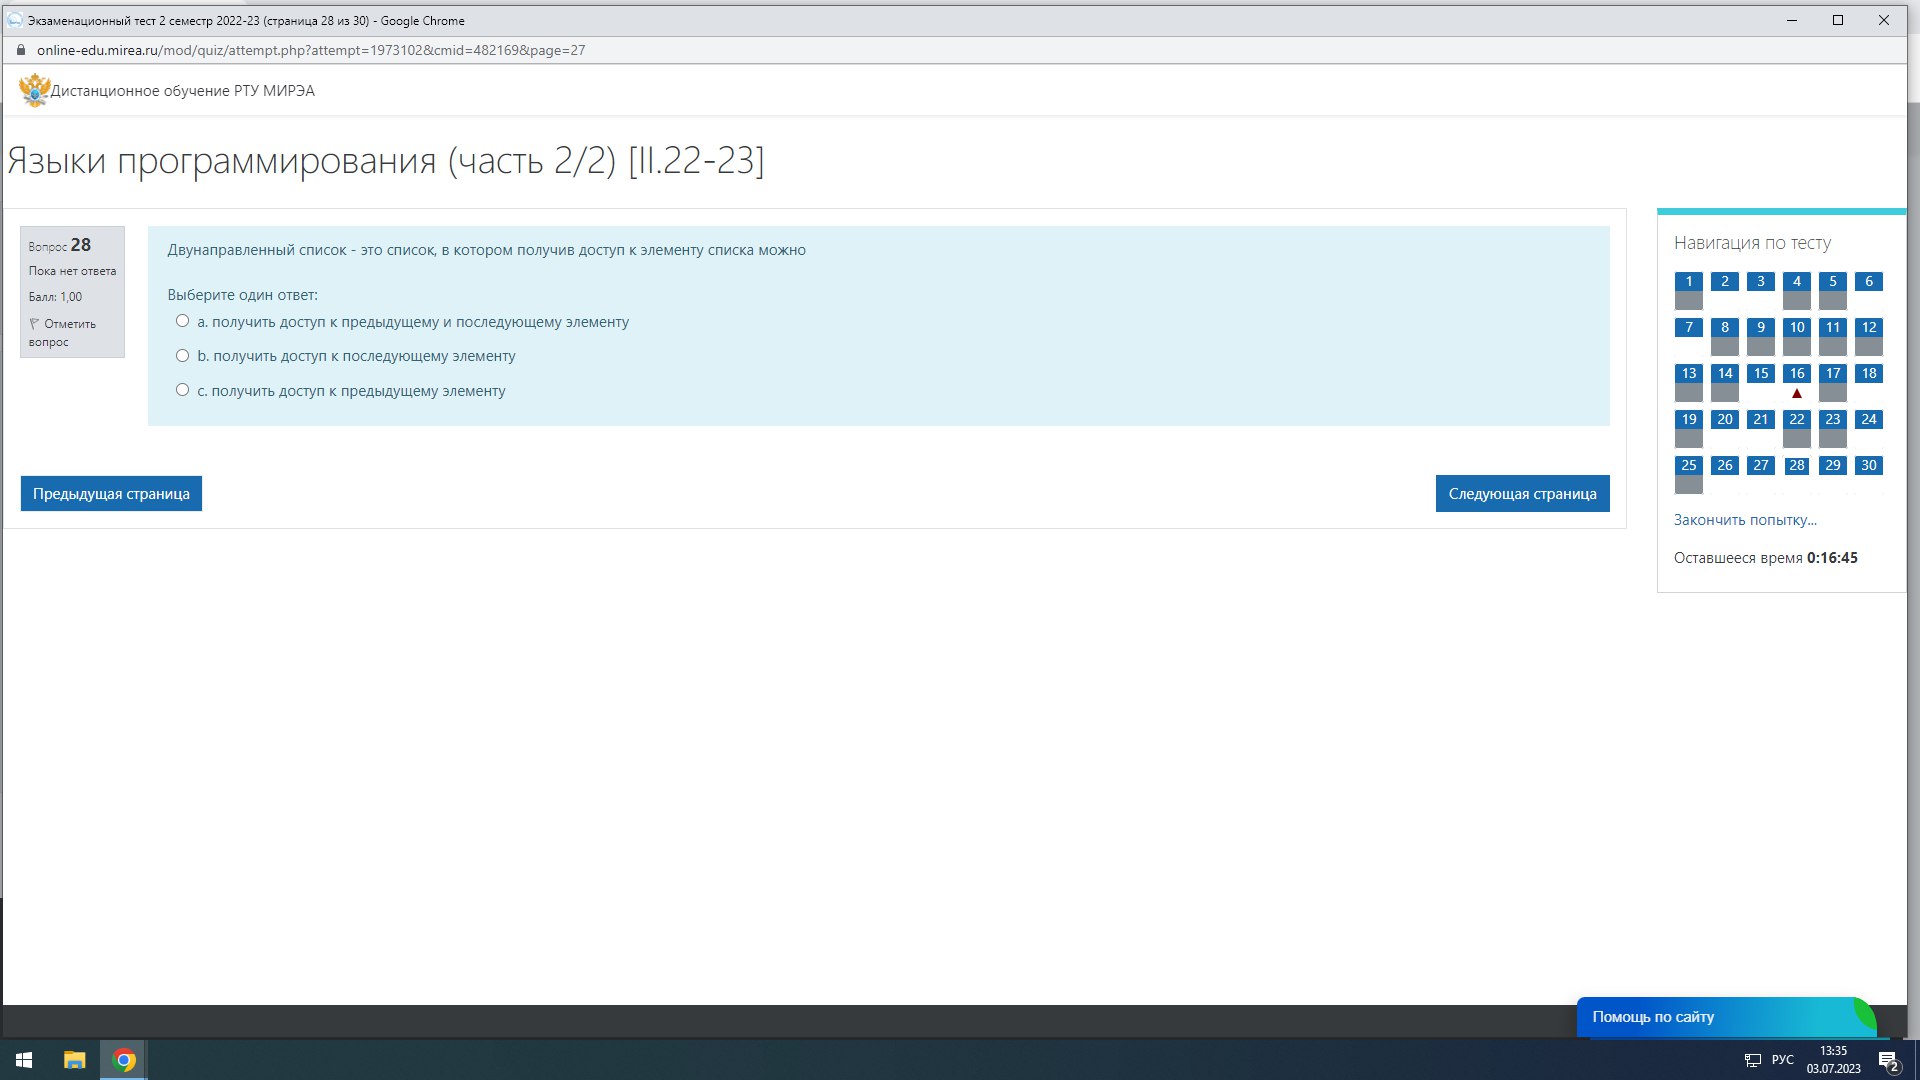 Экзаменационный тест 2 семестр 2022-23 (страница 28 из 30) - Google Chrome
online-edu.mirea.ru/mod/quiz/attempt.php?attempt=1973102&cmid=482169&page=27
Дистанционное обучение РТУ МИРЭА
Языки программирования (часть 2/2) [II.22-23]
Вопрос 28
Пока нет ответа
Балл: 1,00
Отметить
вопрос
Двунаправленный список - это список, в котором получив доступ к элементу списка можно
Выберите один ответ:
a. получить доступ к предыдущему и последующему элементу
b. получить доступ к последующему элементу
c. получить доступ к предыдущему элементу
Предыдущая страница
Следующая страница
Навигация по тесту
1 2 3 4 5 6
7 8 9 10 11 12
13 14 15 16 17 18
19 20 21 22 23 24
25 26 27 28 29 30
Закончить попытку...
Оставшееся время 0:16:45
Помощь по сайту
РУС
13:35
03.07.2023
2